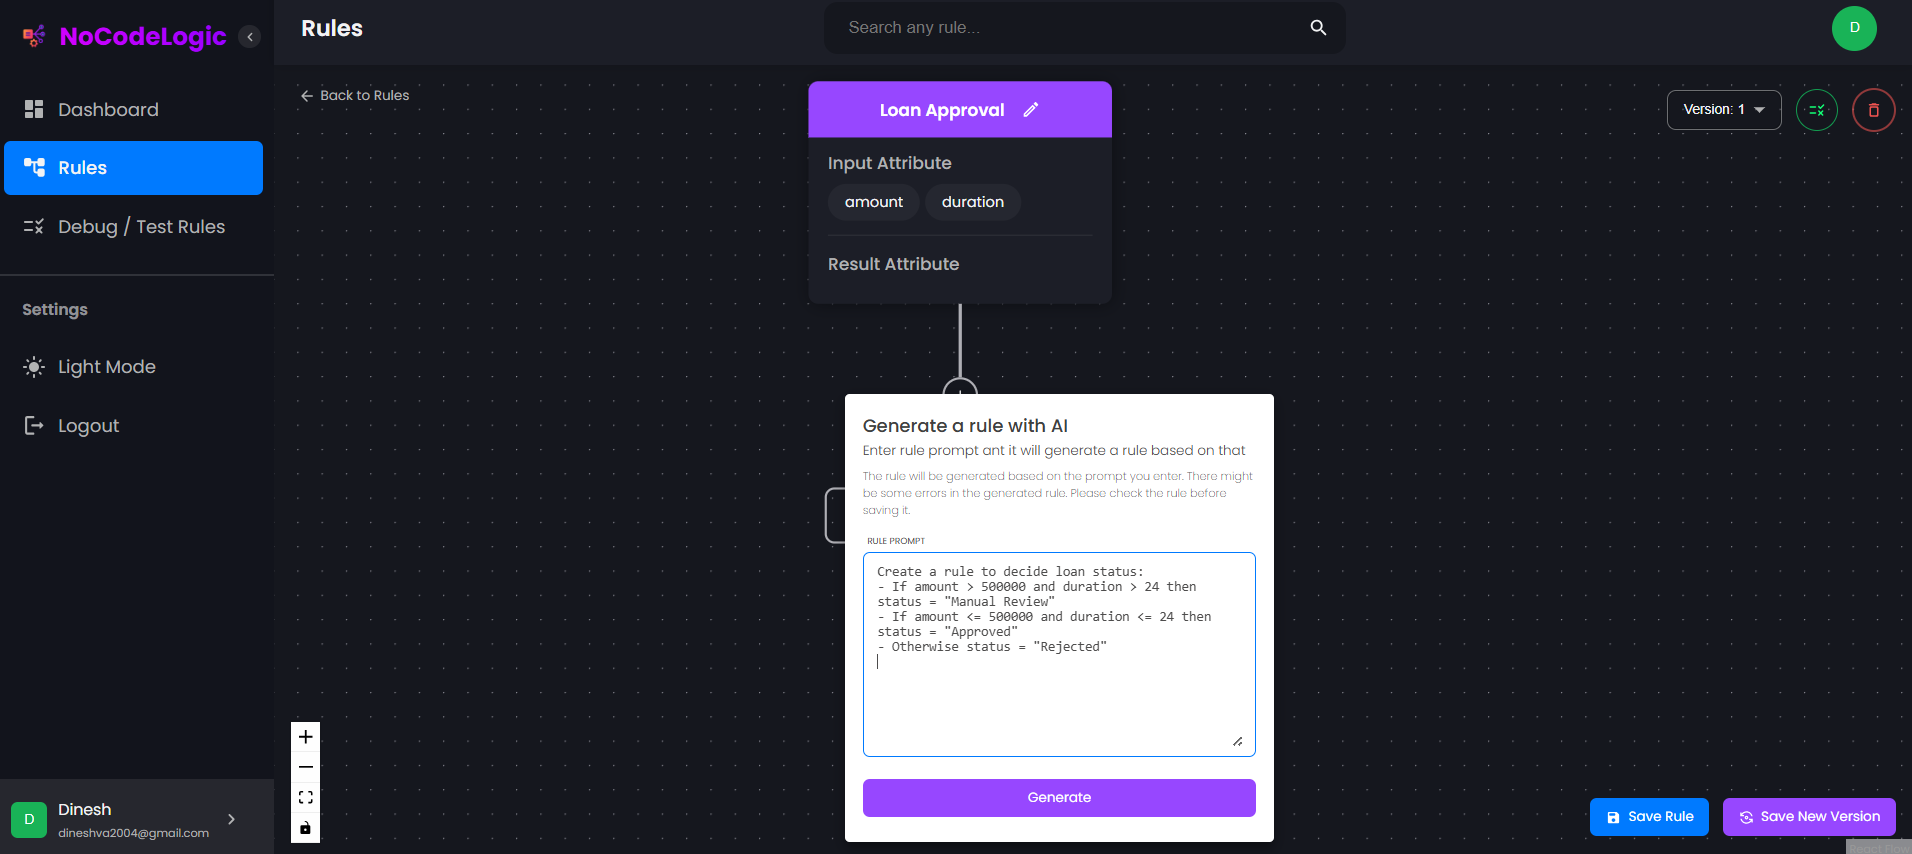 NoCodeLogic
Rules
Search any rule...
D
Dashboard
Rules
Debug / Test Rules
Settings
Light Mode
Logout
Dinesh
D
dineshva2004@gmail.com
Back to Rules
Loan Approval
Version: 1
Input Attribute
amount duration
Result Attribute
Generate a rule with AI
Enter rule prompt ant it will generate a rule based on that
The rule will be generated based on the prompt you enter. There might
be some errors in the generated rule. Please check the rule before
saving it.
RULE PROMPT
Create a rule to decide loan status:
- If amount > 500000 and duration > 24 then
status = "Manual Review"
- If amount <= 500000 and duration <= 24 then
status = "Approved"
- Otherwise status = "Rejected"
Generate
Save Rule
Save New Version
React Flow